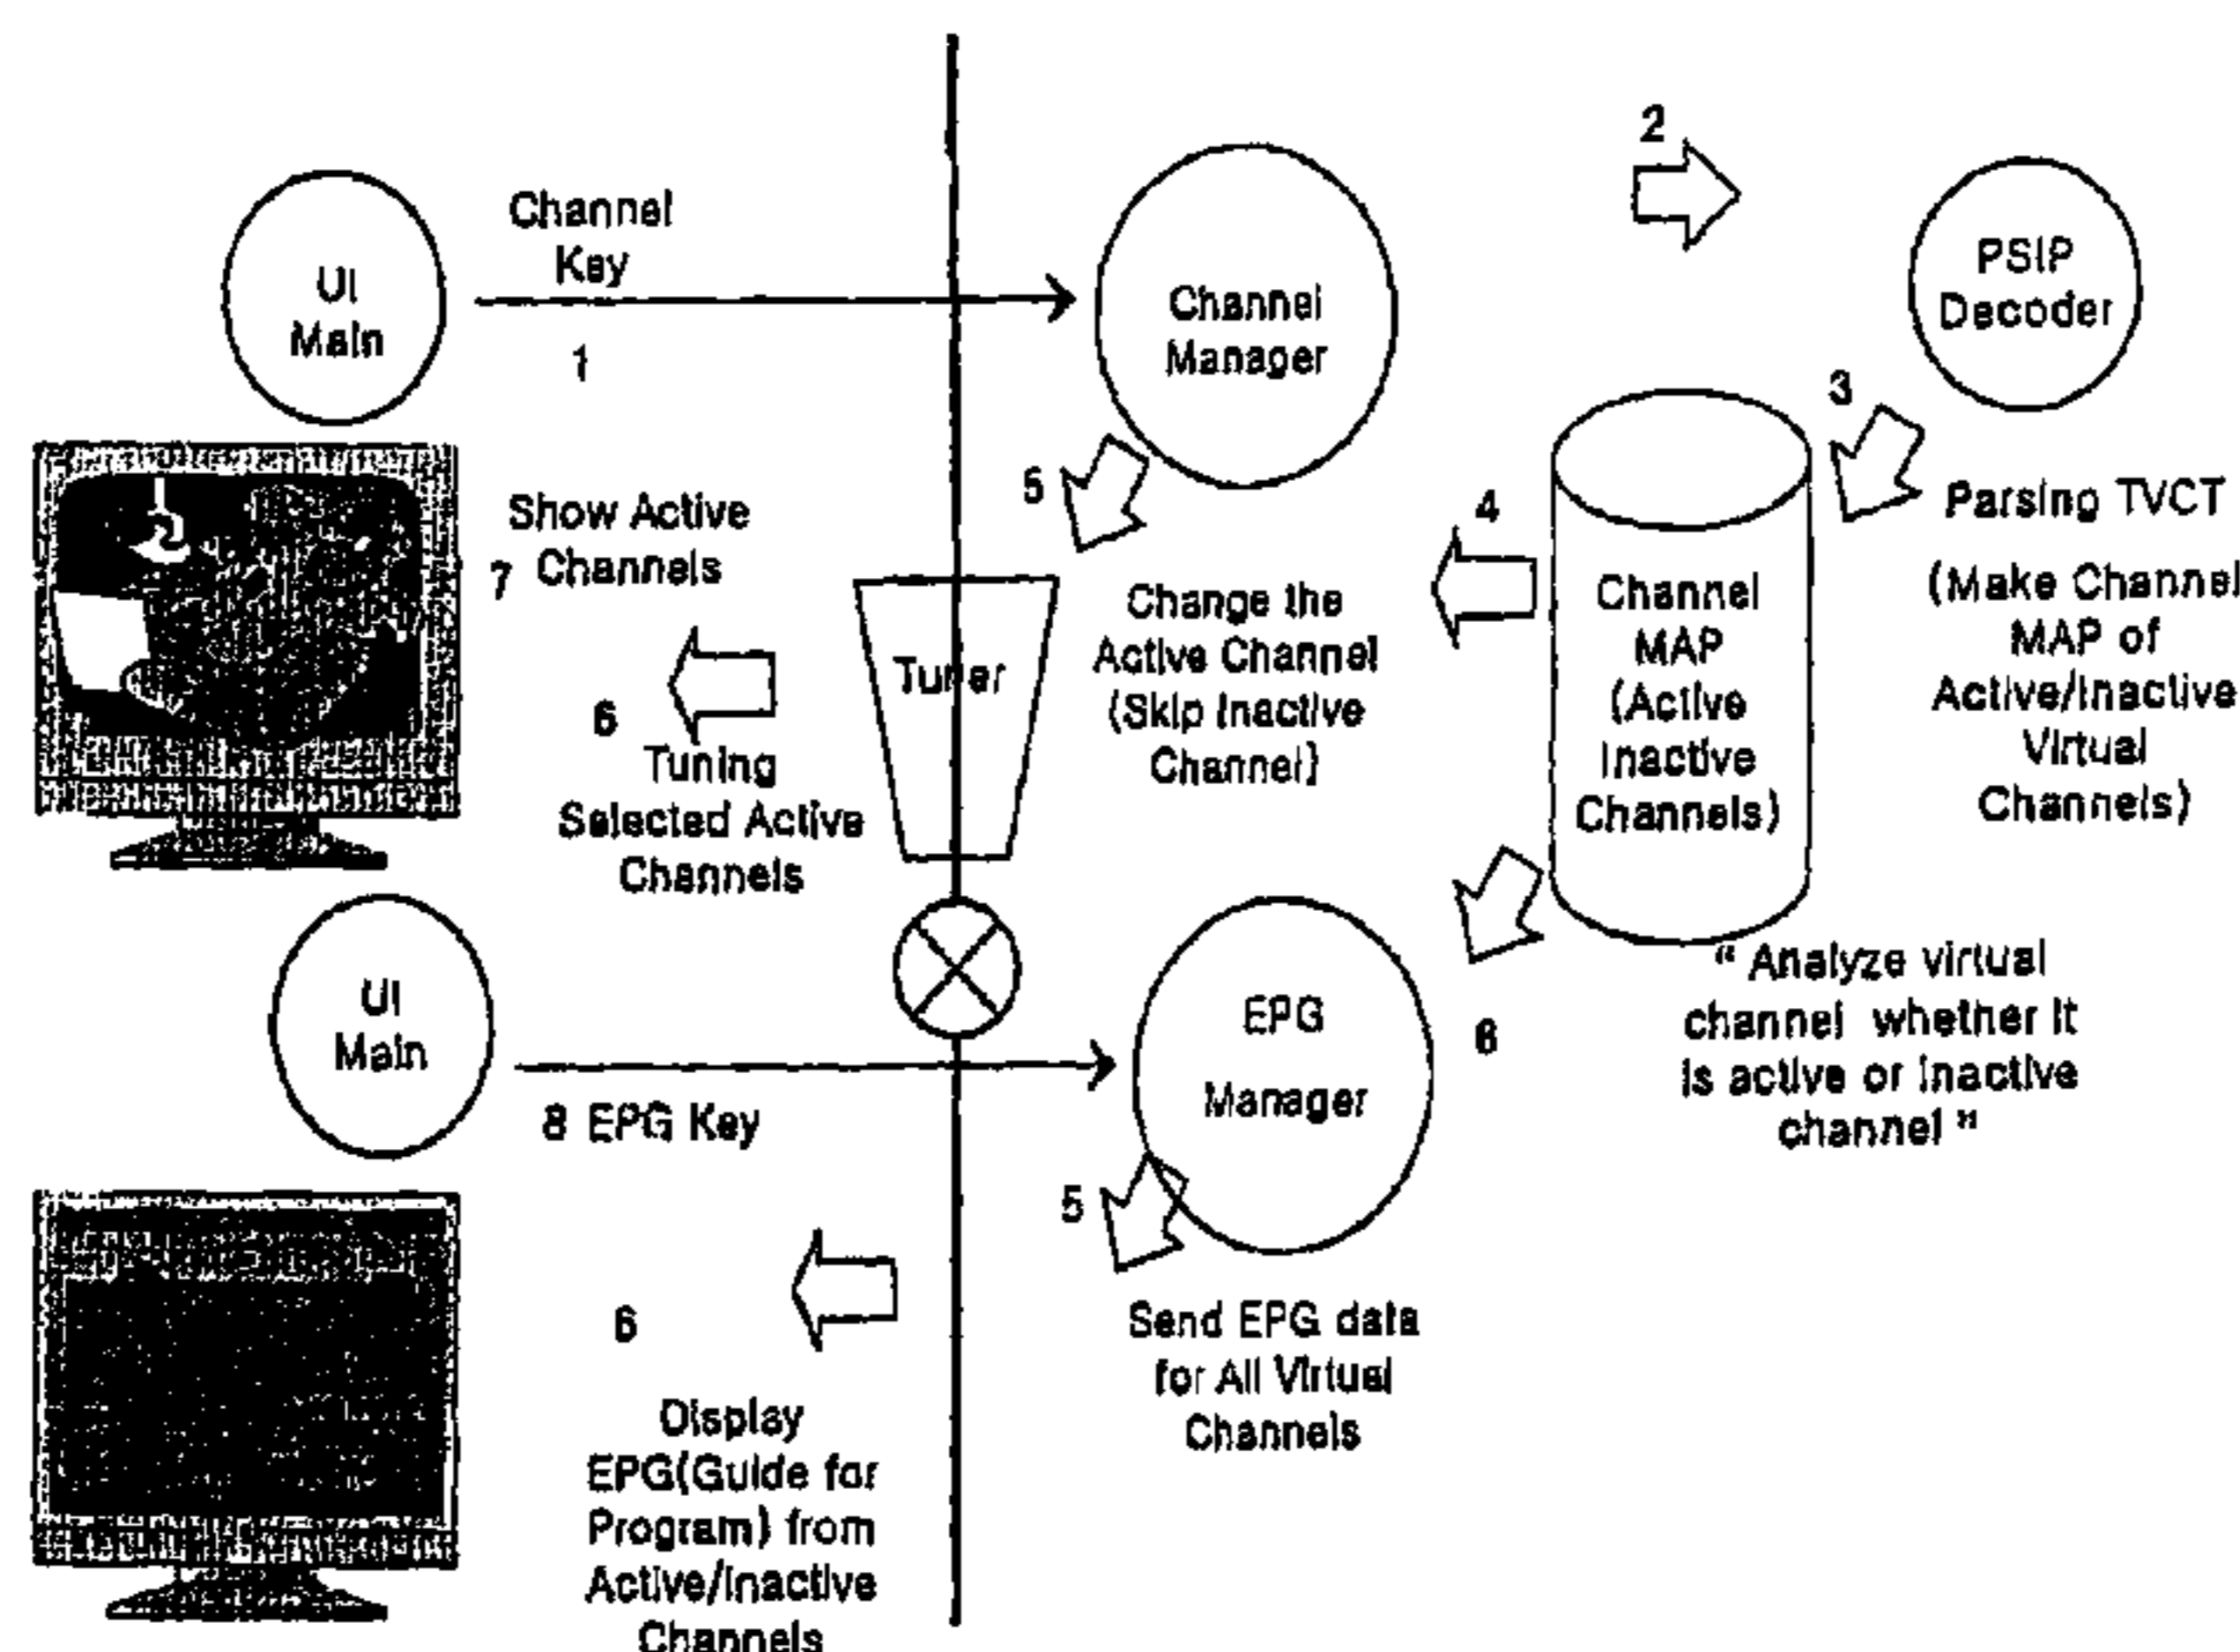 2
UI
Main
Channel
Key
1
Channel
Manager
PSIP
Decoder
3
Parsing TVCT
(Make Channel
MAP of
Active/Inactive
Virtual
Channels)
4
Channel
MAP
(Active
Inactive
Channels)
5
Change the
Active Channel
(Skip Inactive
Channel)
Show Active
7 Channels
Tuner
6
Tuning
Selected Active
Channels
UI
Main
8 EPG Key
EPG
Manager
6
“ Analyze virtual
channel whether it
is active or inactive
channel ”
5
Send EPG data
for All Virtual
Channels
6
Display
EPG(Guide for
Program) from
Active/Inactive
Channels